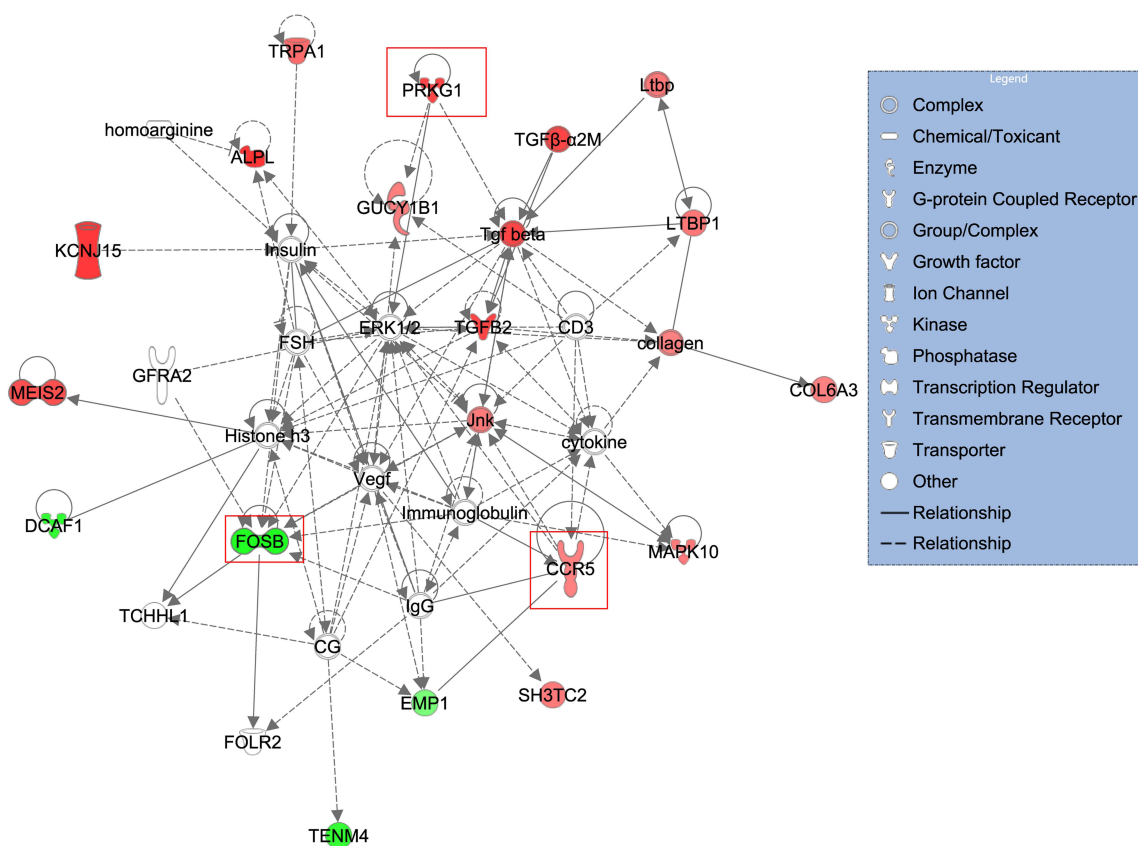 TRPA1
PRKG1
Ltbp
homoarginine
TGFβ-α2M
ALPL
GUCY1B1
LTBP1
KCNJ15
Insulin
Tgf beta
ERK1/2
TGFB2
CD3
FSH
collagen
GFRA2
MEIS2
COL6A3
Histone h3
Jnk
cytokine
Vegf
Immunoglobulin
DCAF1
FOSB
MAPK10
CCR5
TCHHL1
IgG
CG
EMP1
SH3TC2
FOLR2
TENM4
Legend
Complex
Chemical/Toxicant
Enzyme
G-protein Coupled Receptor
Group/Complex
Growth factor
Ion Channel
Kinase
Phosphatase
Transcription Regulator
Transmembrane Receptor
Transporter
Other
Relationship
Relationship